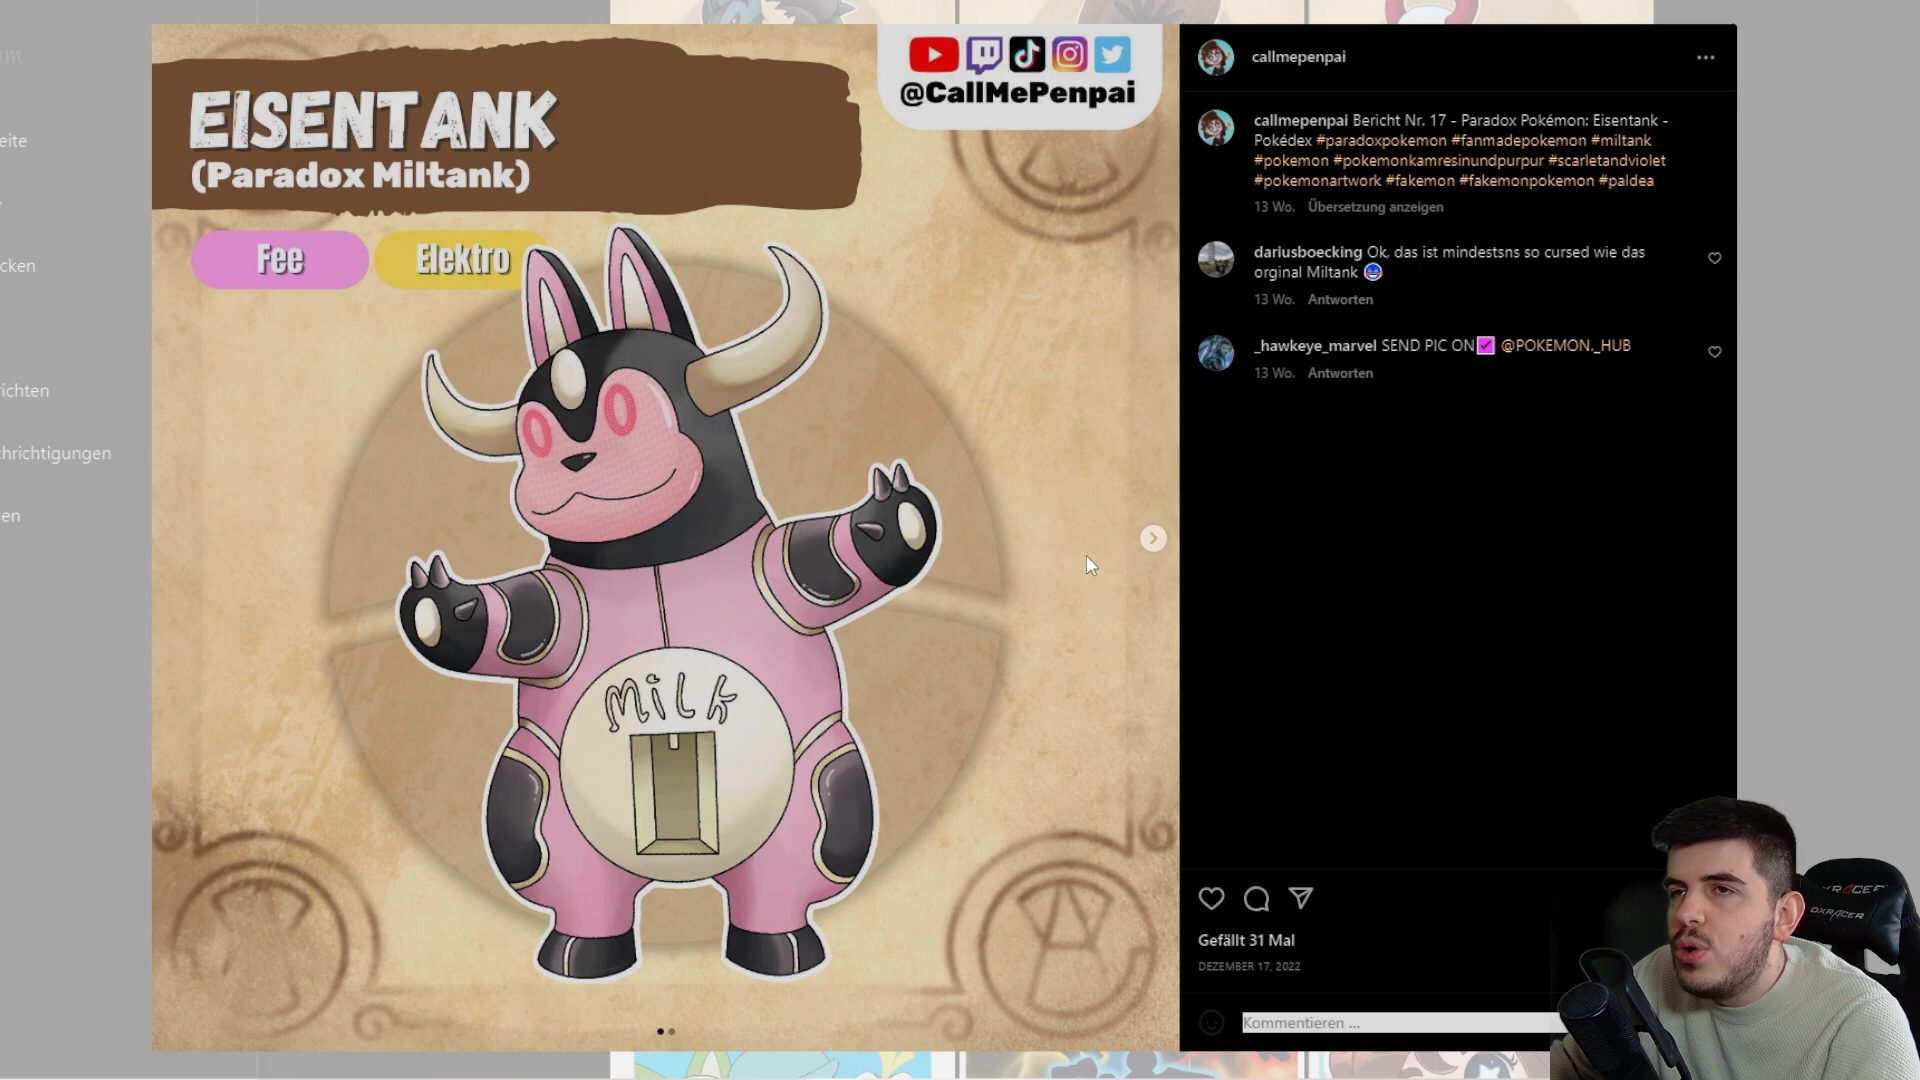 EISENTANK
(Paradox Miltank)
Fee
Elektro
@CallMePenpai
Milk
eite
cken
richten
chrichtigungen
en
callmepenpai
callmepenpai Bericht Nr. 17 - Paradox Pokémon: Eisentank -
Pokédex #paradoxpokemon #fanmadepokemon #miltank
#pokemon #pokemonkamresinundpurpur #scarletandviolet
#pokemonartwork #fakemon #fakemonpokemon #paldea
13 Wo. Übersetzung anzeigen
dariusboecking Ok, das ist mindestsns so cursed wie das
orginal Miltank
13 Wo. Antworten
_hawkeye_marvel SEND PIC ON @POKEMON._HUB
13 Wo. Antworten
Gefällt 31 Mal
DEZEMBER 17, 2022
Kommentieren ...
DXRACER